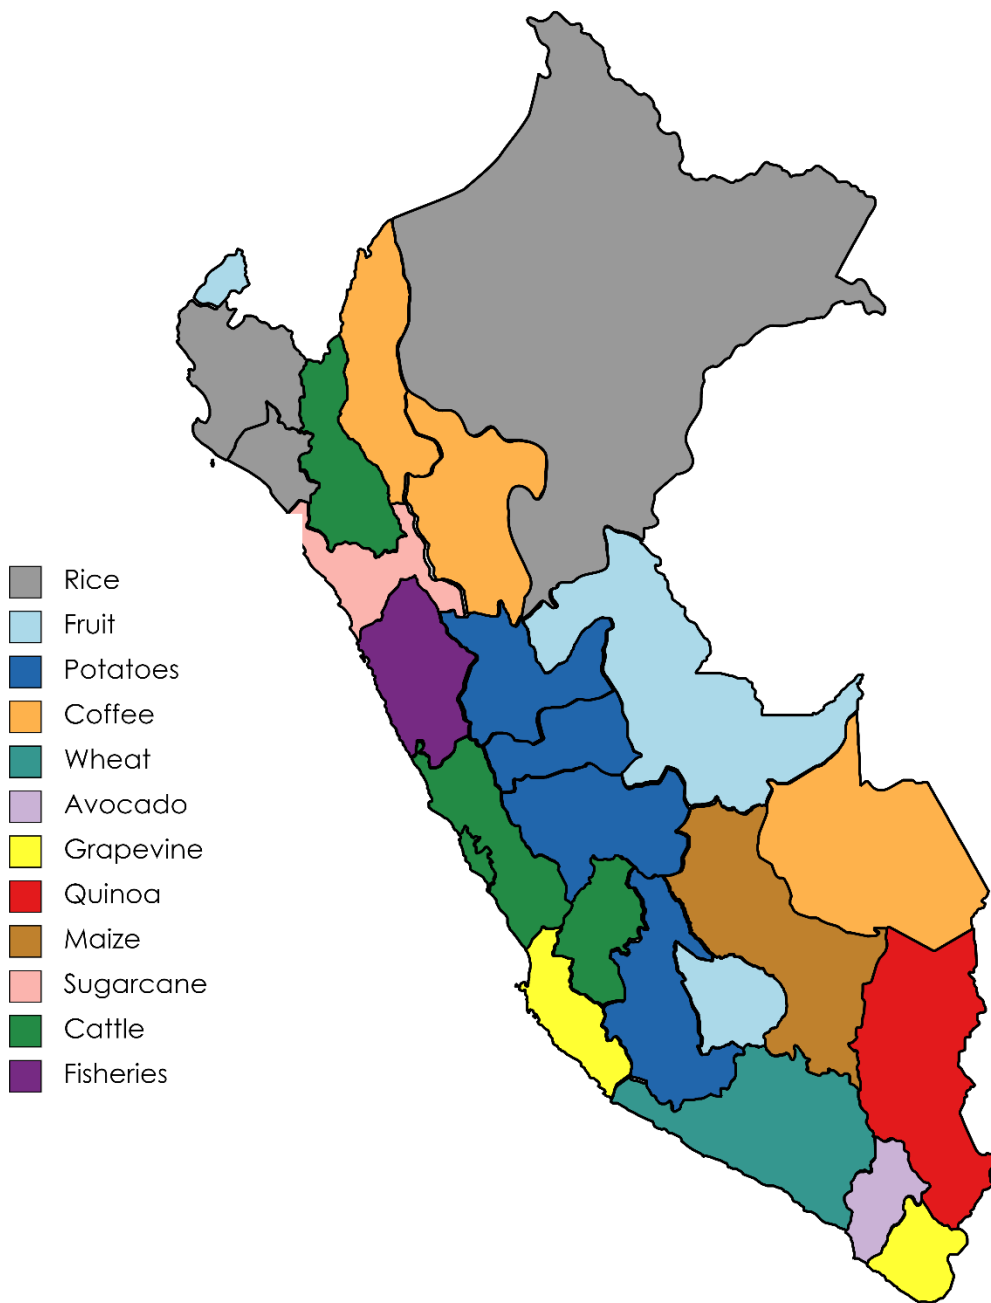 Rice
Fruit
Potatoes
Coffee
Wheat
Avocado
Grapevine
Quinoa
Maize
Sugarcane
Cattle
Fisheries